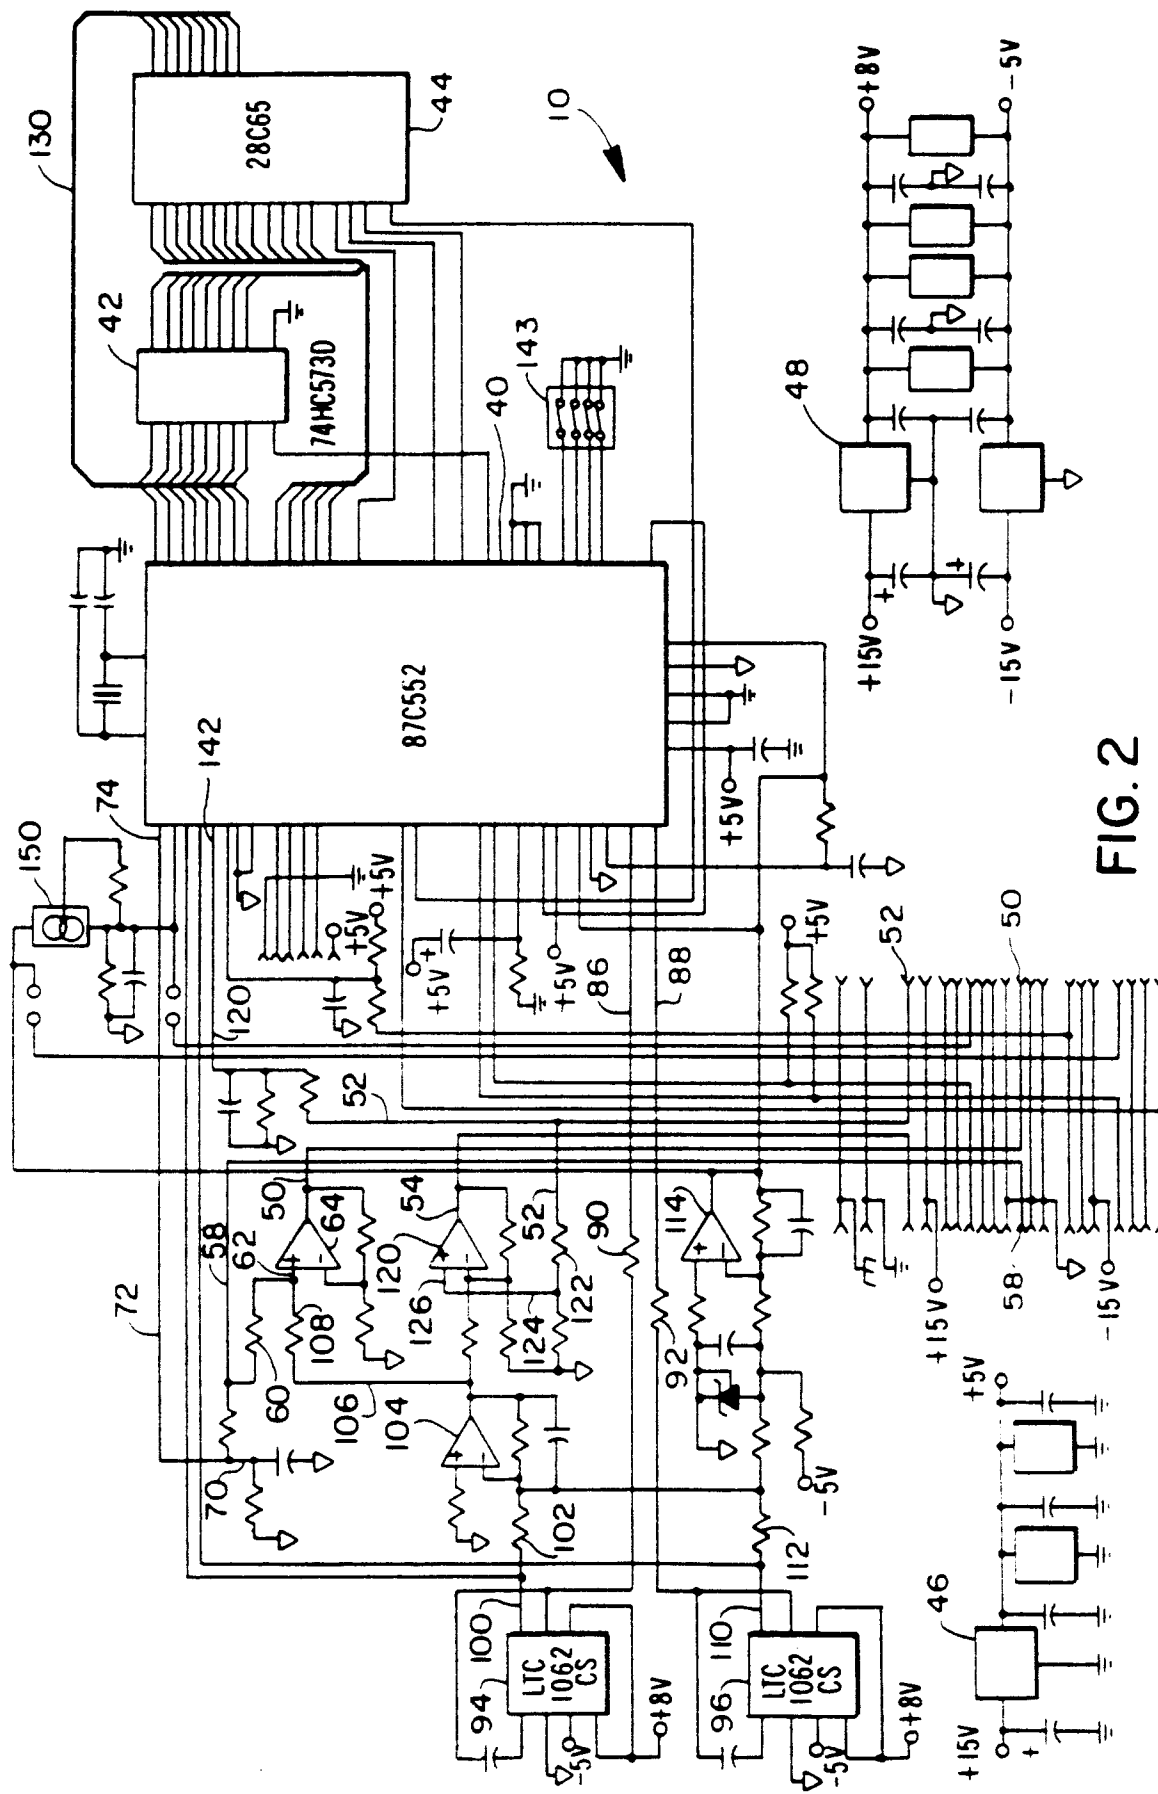 130
28C65
44
10
42
74HC573D
40
143
+8V
-5V
48
+15V
-15V
87C552
142
74
150
+5V
+5V
+5V
+5V
+5V
86
88
+5V
52
50
FIG. 2
120
52
72
58
50
62
64
54
120
126
52
90
114
108
60
106
104
124
122
92
70
102
112
-5V
100
110
94
LTC
1062
CS
-5V
+8V
96
LTC
1062
CS
-5V
+8V
+15V
58
-15V
+5V
46
+15V